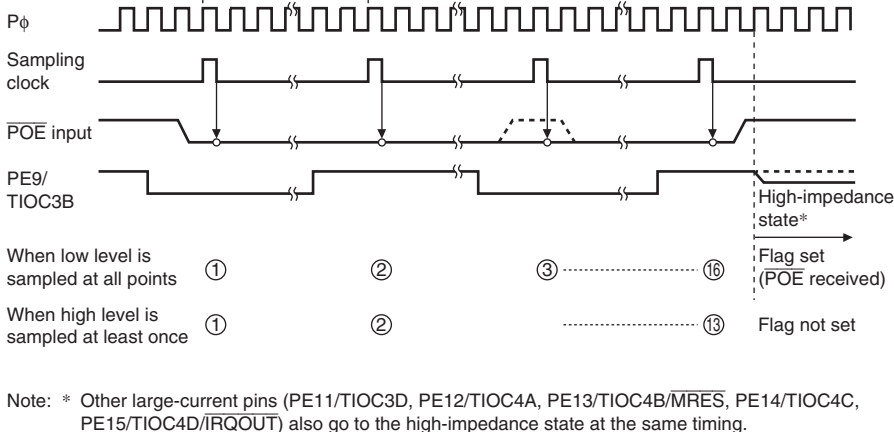 Pϕ
Sampling
clock
POE input
PE9/
TIOC3B
High-impedance
state*
When low level is
sampled at all points
① ② ③ ⑯
Flag set
(POE received)
When high level is
sampled at least once
① ② ⑬
Flag not set
Note: * Other large-current pins (PE11/TIOC3D, PE12/TIOC4A, PE13/TIOC4B/MRES, PE14/TIOC4C,
PE15/TIOC4D/IRQOUT) also go to the high-impedance state at the same timing.